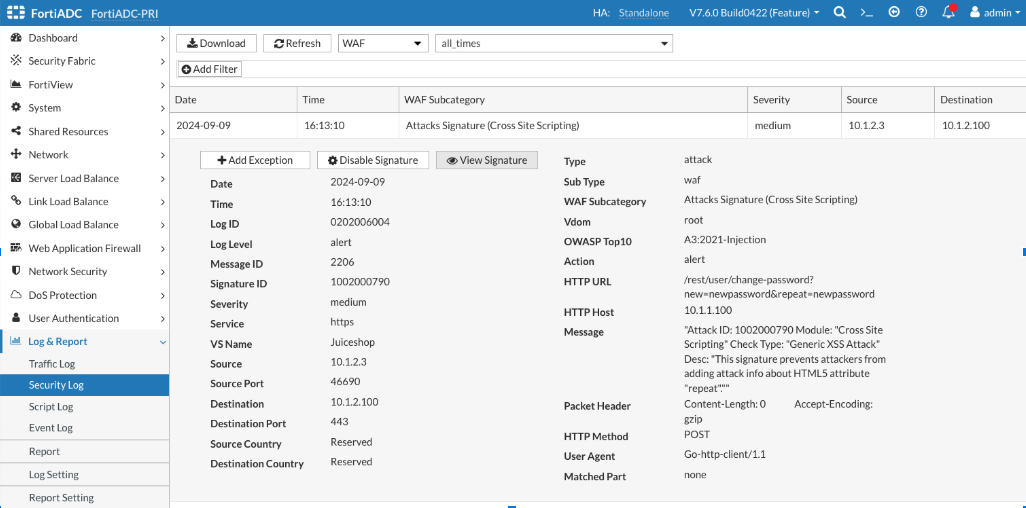 FortiADC FortiADC-PRI HA: Standalone V7.6.0 Build0422 (Feature) admin
Dashboard
Security Fabric
FortiView
System
Shared Resources
Network
Server Load Balance
Link Load Balance
Global Load Balance
Web Application Firewall
Network Security
DoS Protection
User Authentication
Log & Report
Traffic Log
Security Log
Script Log
Event Log
Report
Log Setting
Report Setting
Download Refresh WAF all_times
Add Filter
Date Time WAF Subcategory Severity Source Destination
2024-09-09 16:13:10 Attacks Signature (Cross Site Scripting) medium 10.1.2.3 10.1.2.100
Add Exception Disable Signature View Signature
Date 2024-09-09
Time 16:13:10
Log ID 0202006004
Log Level alert
Message ID 2206
Signature ID 1002000790
Severity medium
Service https
VS Name Juiceshop
Source 10.1.2.3
Source Port 46690
Destination 10.1.2.100
Destination Port 443
Source Country Reserved
Destination Country Reserved
Type attack
Sub Type waf
WAF Subcategory Attacks Signature (Cross Site Scripting)
Vdom root
OWASP Top10 A3:2021-Injection
Action alert
HTTP URL /rest/user/change-password?
new=newpassword&repeat=newpassword
HTTP Host 10.1.1.100
Message "Attack ID: 1002000790 Module: "Cross Site
Scripting" Check Type: "Generic XSS Attack"
Desc: "This signature prevents attackers from
adding attack info about HTML5 attribute
"repeat".""
Packet Header Content-Length: 0 Accept-Encoding:
gzip
HTTP Method POST
User Agent Go-http-client/1.1
Matched Part none